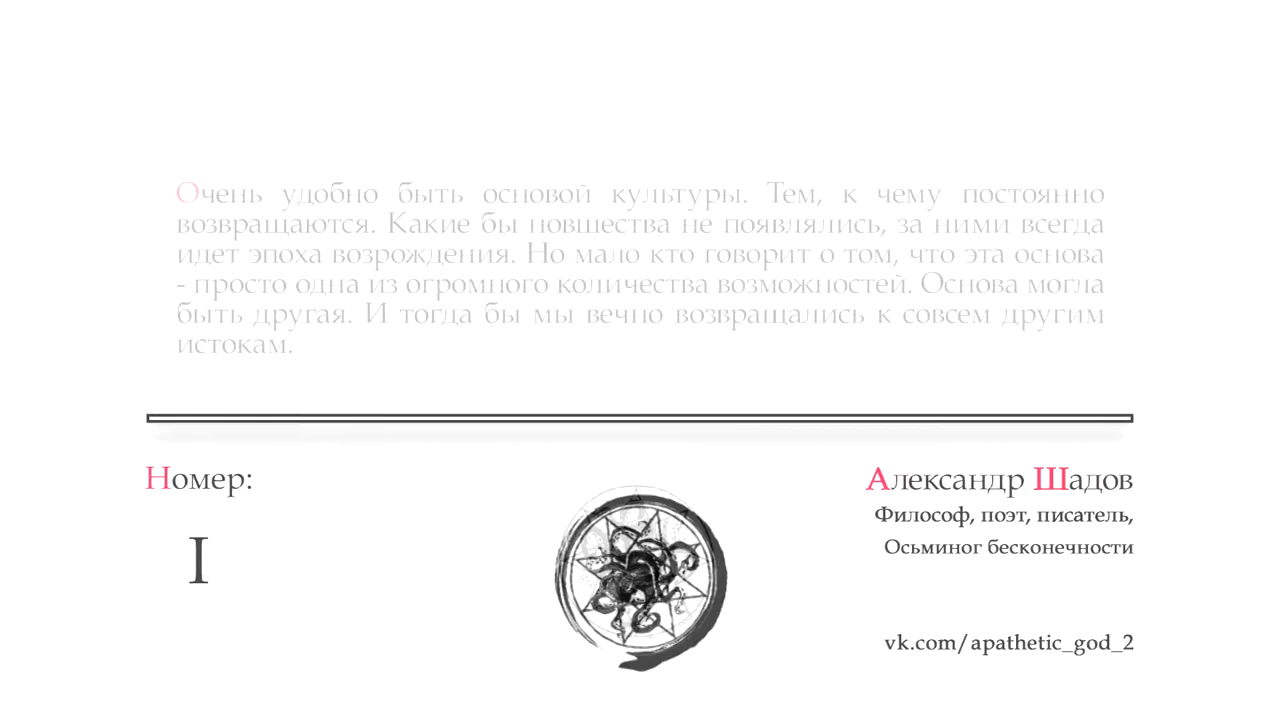 Очень удобно быть основой культуры. Тем, к чему постоянно
возвращаются. Какие бы новшества не появлялись, за ними всегда
идет эпоха возрождения. Но мало кто говорит о том, что эта основа
- просто одна из огромного количества возможностей. Основа могла
быть другая. И тогда бы мы вечно возвращались к совсем другим
истокам.
Номер:
I
Александр Шадов
Философ, поэт, писатель,
Осьминог бесконечности
vk.com/apathetic_god_2